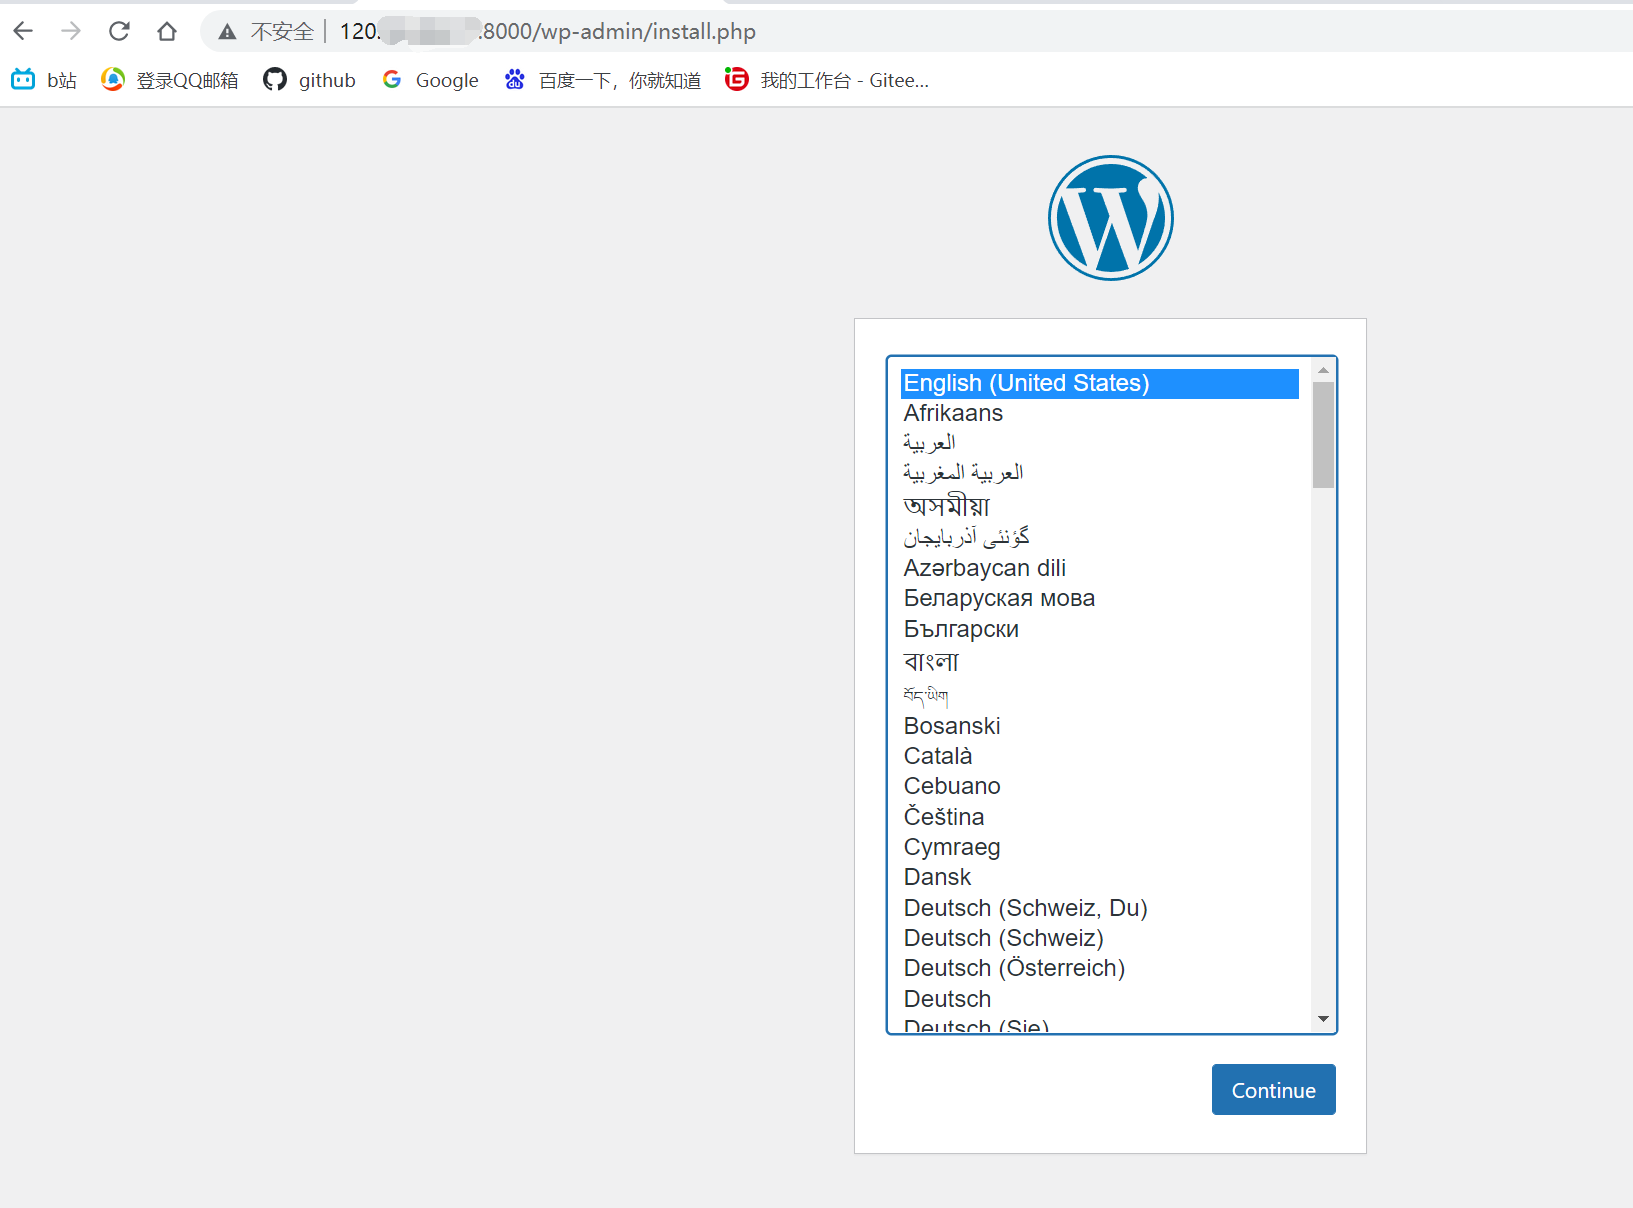 不安全 120. .8000/wp-admin/install.php
b站 登录QQ邮箱 github Google 百度一下，你就知道 我的工作台 - Gitee...
English (United States)
Afrikaans
العربية
العربية المغربية
অসমীয়া
گؤنئی آذربایجان
Azərbaycan dili
Беларуская мова
Български
বাংলা
བོད་ཡིག
Bosanski
Català
Cebuano
Čeština
Cymraeg
Dansk
Deutsch (Schweiz, Du)
Deutsch (Schweiz)
Deutsch (Österreich)
Deutsch
Deutsch (Sie)
Continue